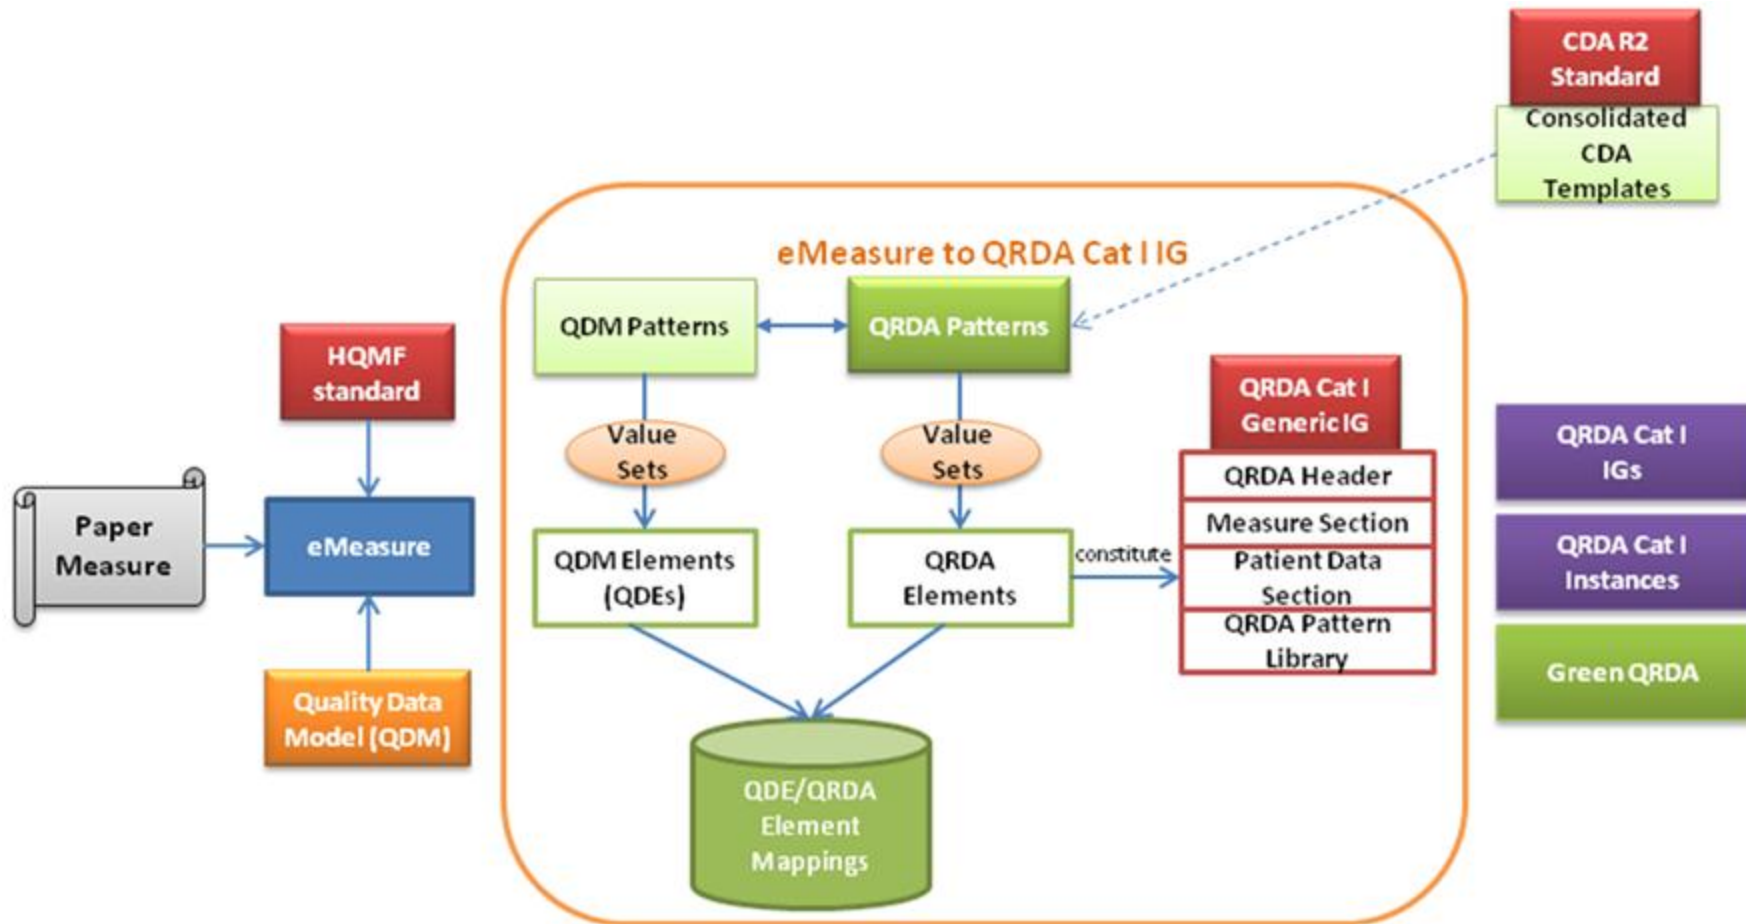 CDA R2
Standard
Consolidated
CDA
Templates
eMeasure to QRDA Cat I IG
QDM Patterns
QRDA Patterns
HQMF
standard
Value
Sets
Value
Sets
QRDA Cat I
Generic IG
QRDA Header
Measure Section
Patient Data
Section
QRDA Pattern
Library
Paper
Measure
eMeasure
QDM Elements
(QDEs)
QRDA
Elements
constitute
Quality Data
Model (QDM)
QDE/QRDA
Element
Mappings
QRDA Cat I
IGs
QRDA Cat I
Instances
Green QRDA